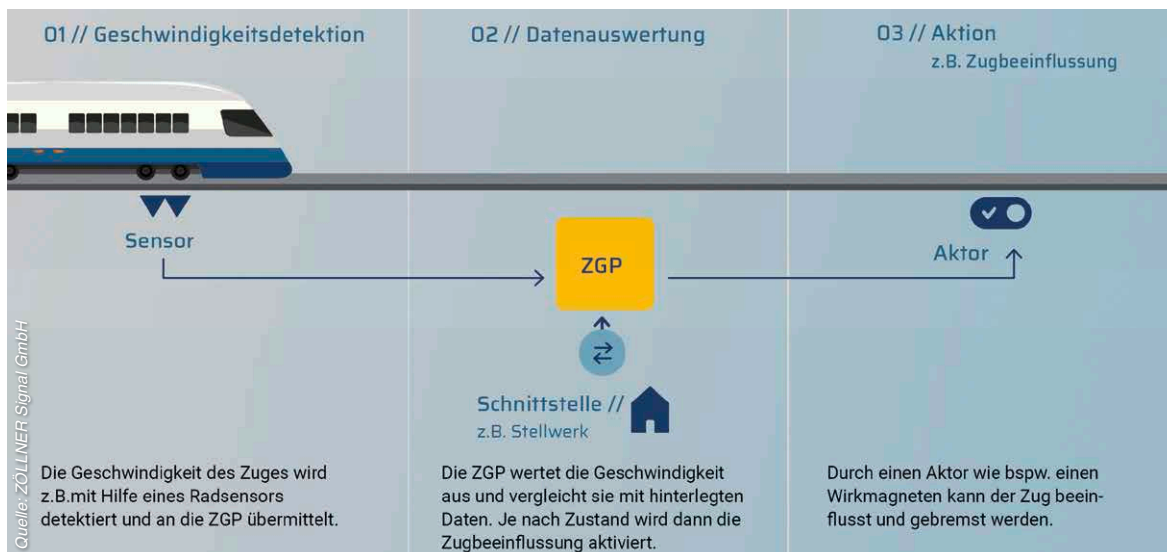 01 // Geschwindigkeitsdetektion
02 // Datenauswertung
03 // Aktion
z.B. Zugbeeinflussung
Sensor
ZGP
Aktor
Schnittstelle //
z.B. Stellwerk
Die Geschwindigkeit des Zuges wird
z.B.mit Hilfe eines Radsensors
detektiert und an die ZGP übermittelt.
Die ZGP wertet die Geschwindigkeit
aus und vergleicht sie mit hinterlegten
Daten. Je nach Zustand wird dann die
Zugbeeinflussung aktiviert.
Durch einen Aktor wie bspw. einen
Wirkmagneten kann der Zug beein-
flusst und gebremst werden.
Quelle: ZÖLLNER Signal GmbH